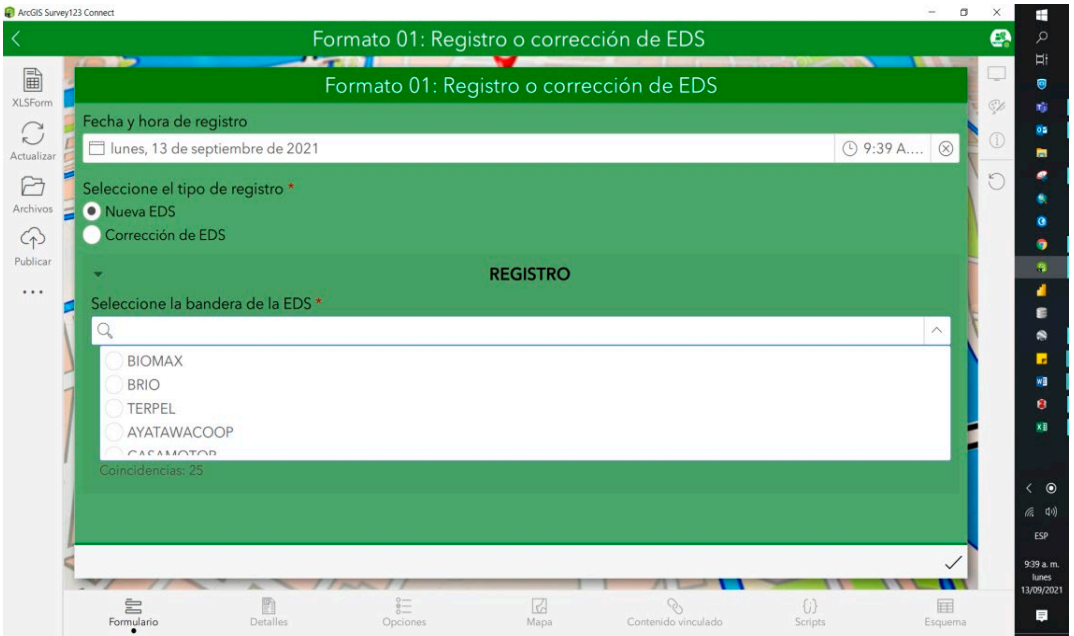 ArcGIS Survey123 Connect
Formato 01: Registro o corrección de EDS
XLSForm
Actualizar
Archivos
Publicar
Formato 01: Registro o corrección de EDS
Fecha y hora de registro
lunes, 13 de septiembre de 2021 9:39 A....
Seleccione el tipo de registro *
Nueva EDS
Corrección de EDS
REGISTRO
Seleccione la bandera de la EDS *
BIOMAX
BRIO
TERPEL
AYATAWACOOP
CASAMOTOR
Coincidencias: 25
Formulario Detalles Opciones Mapa Contenido vinculado Scripts Esquema
ESP
9:39 a. m.
lunes
13/09/2021